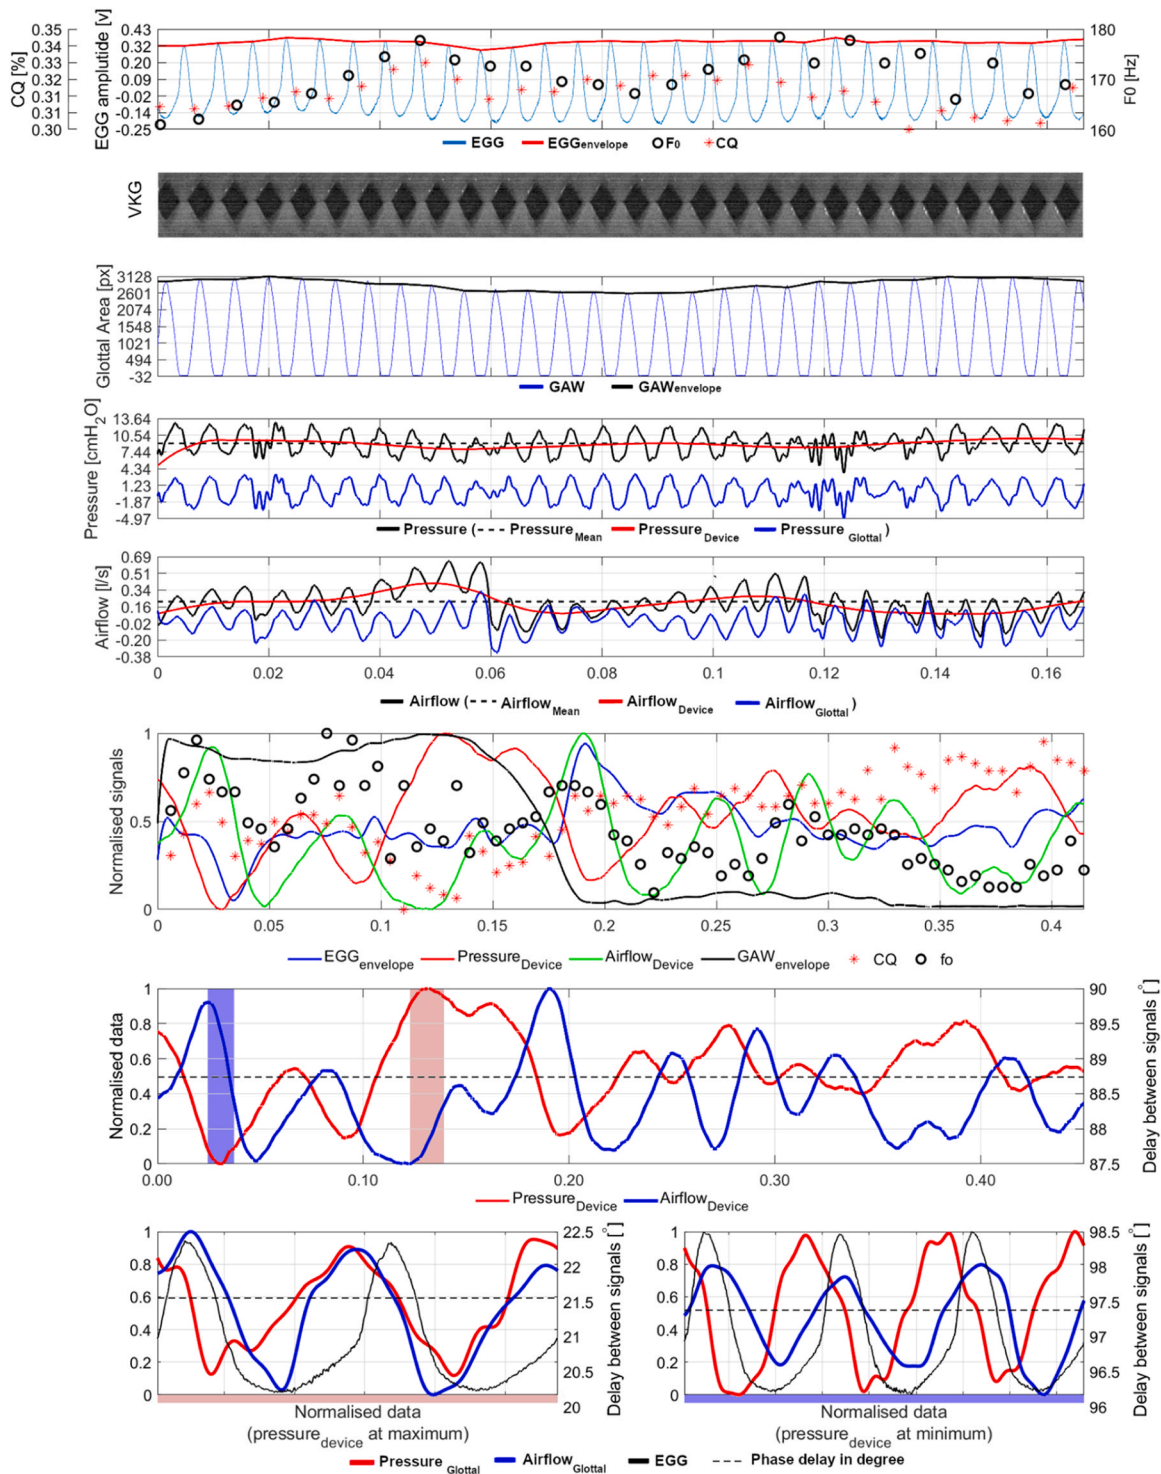 CQ [%]
0.35
0.34
0.33
0.32
0.31
0.30
EGG amplutide [v]
0.43
0.32
0.20
0.09
-0.02
-0.14
-0.25
180
170
160
F0 [Hz]
EGG EGGenvelope F0 CQ
VKG
Glottal Area [px]
3128
2601
2074
1548
1021
494
-32
GAW GAWenvelope
Pressure [cmH2O]
13.64
10.54
7.44
4.34
1.23
-1.87
-4.97
Pressure ( Pressure Mean Pressure Device Pressure Glottal )
Airflow [l/s]
0.69
0.51
0.34
0.16
-0.02
-0.20
-0.38
0 0.02 0.04 0.06 0.08 0.1 0.12 0.14 0.16
Airflow ( Airflow Mean Airflow Device Airflow Glottal )
Normalised signals
1
0.5
0
0 0.05 0.1 0.15 0.2 0.25 0.3 0.35 0.4
EGG envelope Pressure Device Airflow Device GAW envelope CQ fo
Normalised data
1
0.8
0.6
0.4
0.2
0
90
89.5
89
88.5
88
87.5
Delay between signals [°]
0.00 0.10 0.20 0.30 0.40
Pressure Device Airflow Device
1
0.8
0.6
0.4
0.2
0
22.5
22
21.5
21
20.5
20
Delay between signals [°]
Normalised data
(pressure device at maximum)
1
0.8
0.6
0.4
0.2
0
98.5
98
97.5
97
96.5
96
Delay between signals [°]
Normalised data
(pressure device at minimum)
Pressure Glottal Airflow Glottal EGG Phase delay in degree